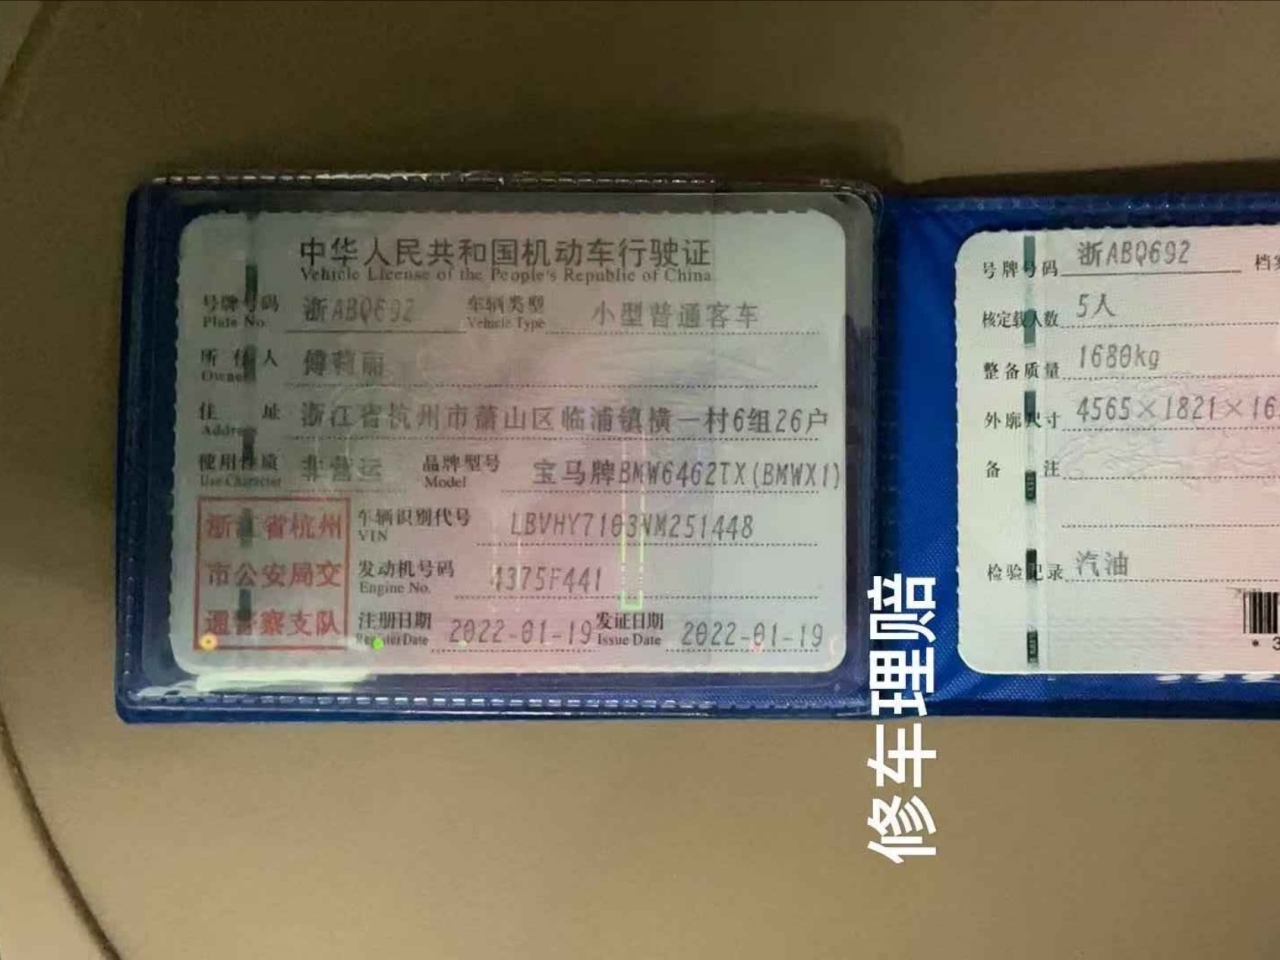 中华人民共和国机动车行驶证
Vehicle License of the People's Republic of China
号牌号码 浙ABQ692 车辆类型 小型普通客车
Plate No. Vehicle Type
所有人 傅莉丽
Owner
住址 浙江省杭州市萧山区临浦镇横一村6组26户
Address
使用性质 非营运 品牌型号 宝马牌BMW6462TX(BMWX1)
Use Character Model
浙江省杭州
市公安局交
通警察支队
车辆识别代号 LBVHY7103NM251448
VIN
发动机号码 4375F441
Engine No.
注册日期 2022-01-19 发证日期 2022-01-19
Register Date Issue Date
号牌号码 浙ABQ692
核定载人数 5人
整备质量 1680kg
外廓尺寸 4565×1821×16
备注
检验记录 汽油
修车理赔